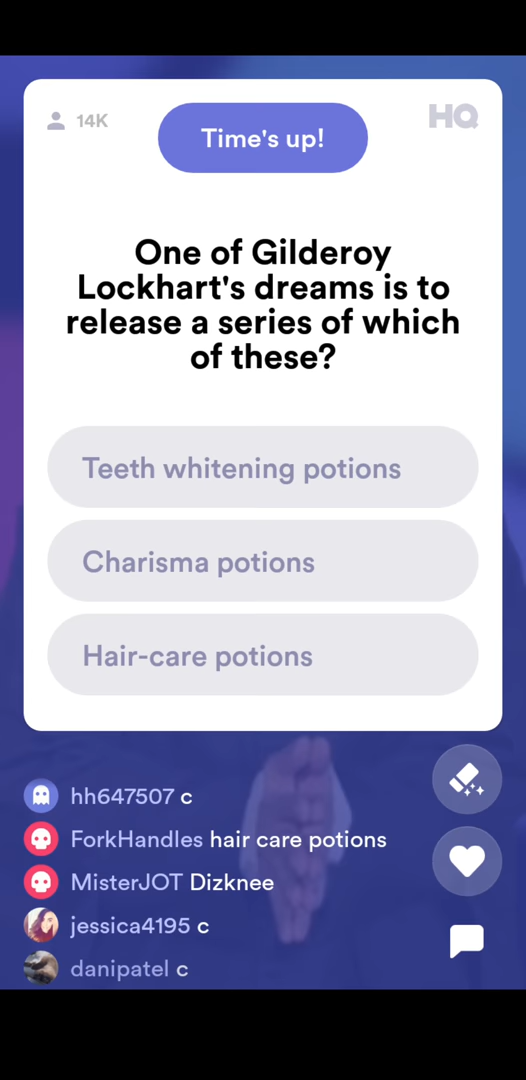 14K
Time's up!
HQ
One of Gilderoy
Lockhart's dreams is to
release a series of which
of these?
Teeth whitening potions
Charisma potions
Hair-care potions
hh647507 c
ForkHandles hair care potions
MisterJOT Dizknee
jessica4195 c
danipatel c